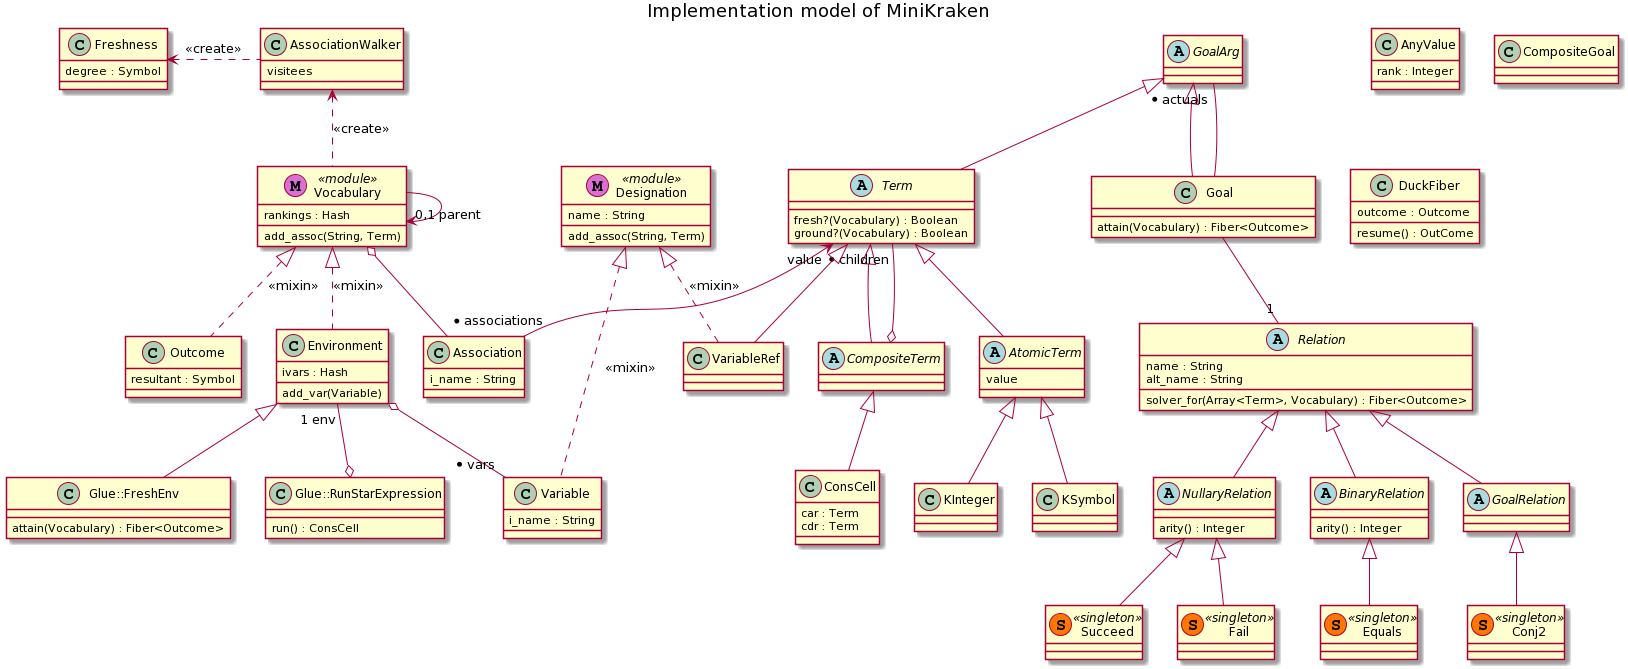 Implementation model of MiniKraken
C Freshness
degree : Symbol
«create»
C AssociationWalker
visitees
A GoalArg
C AnyValue
rank : Integer
C CompositeGoal
* actuals
«create»
M «module»
Vocabulary
rankings : Hash
add_assoc(String, Term)
0,1 parent
M «module»
Designation
name : String
add_assoc(String, Term)
A Term
fresh?(Vocabulary) : Boolean
ground?(Vocabulary) : Boolean
C Goal
attain(Vocabulary) : Fiber<Outcome>
C DuckFiber
outcome : Outcome
resume() : OutCome
value
* children
«mixin»
«mixin»
«mixin»
* associations
1
«mixin»
C Outcome
resultant : Symbol
C Environment
ivars : Hash
add_var(Variable)
C Association
i_name : String
C VariableRef
A CompositeTerm
A AtomicTerm
value
A Relation
name : String
alt_name : String
solver_for(Array<Term>, Vocabulary) : Fiber<Outcome>
1 env
* vars
C Glue::FreshEnv
attain(Vocabulary) : Fiber<Outcome>
C Glue::RunStarExpression
run() : ConsCell
C Variable
i_name : String
C ConsCell
car : Term
cdr : Term
C KInteger
C KSymbol
A NullaryRelation
arity() : Integer
A BinaryRelation
arity() : Integer
A GoalRelation
S «singleton»
Succeed
S «singleton»
Fail
S «singleton»
Equals
S «singleton»
Conj2